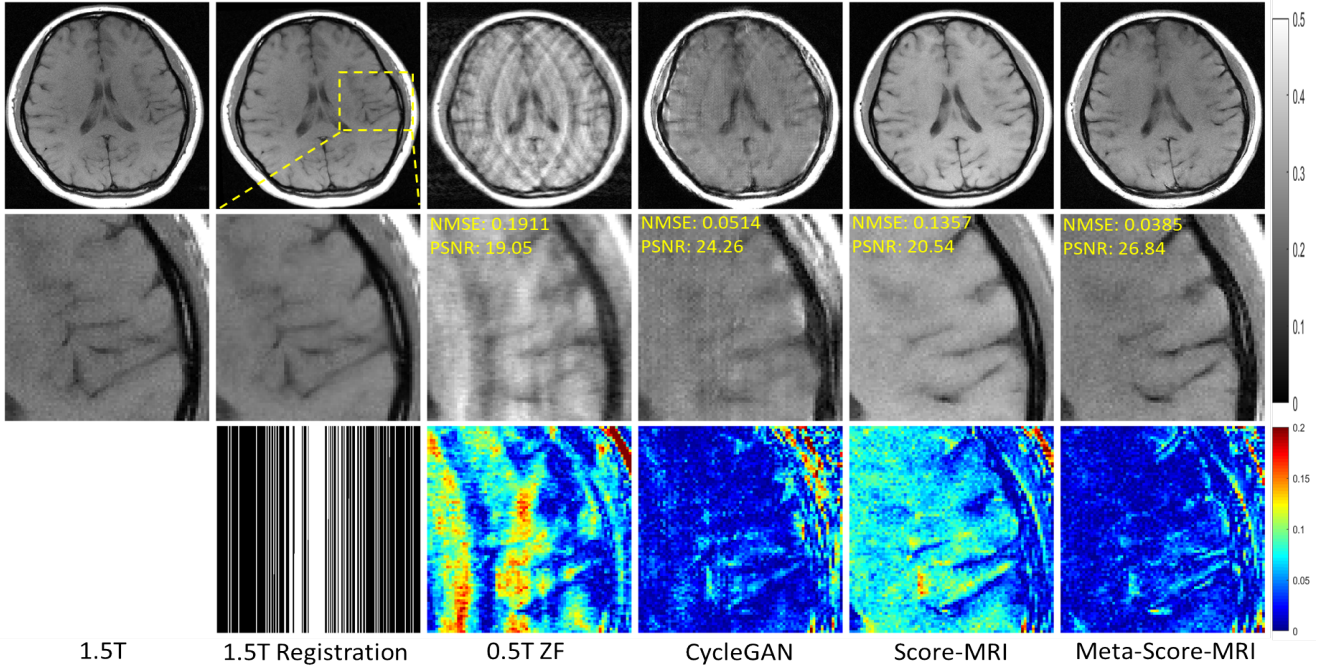 0.5
0.4
0.3
0.2
0.1
0
NMSE: 0.1911
PSNR: 19.05
NMSE: 0.0514
PSNR: 24.26
NMSE: 0.1357
PSNR: 20.54
NMSE: 0.0385
PSNR: 26.84
0.2
0.15
0.1
0.05
0
1.5T
1.5T Registration
0.5T ZF
CycleGAN
Score-MRI
Meta-Score-MRI